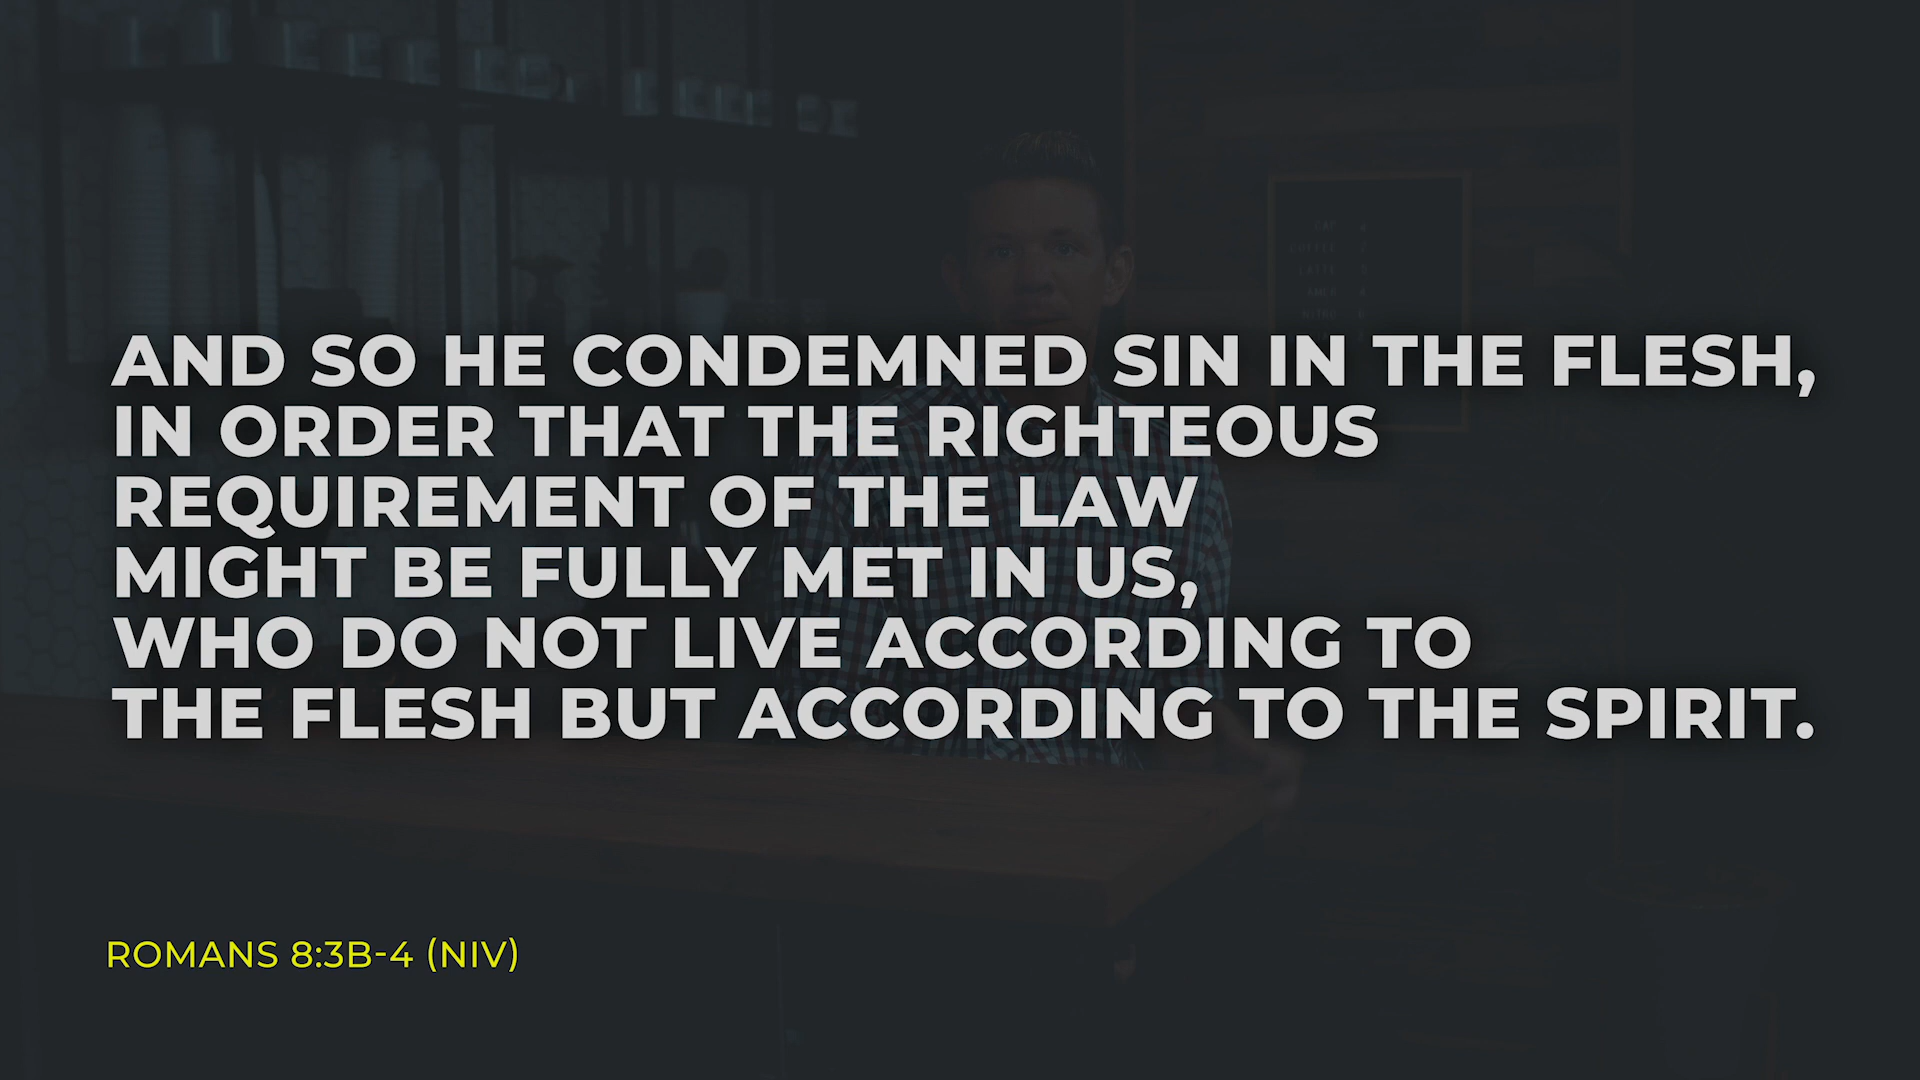 AND SO HE CONDEMNED SIN IN THE FLESH,
IN ORDER THAT THE RIGHTEOUS
REQUIREMENT OF THE LAW
MIGHT BE FULLY MET IN US,
WHO DO NOT LIVE ACCORDING TO
THE FLESH BUT ACCORDING TO THE SPIRIT.
ROMANS 8:3B-4 (NIV)